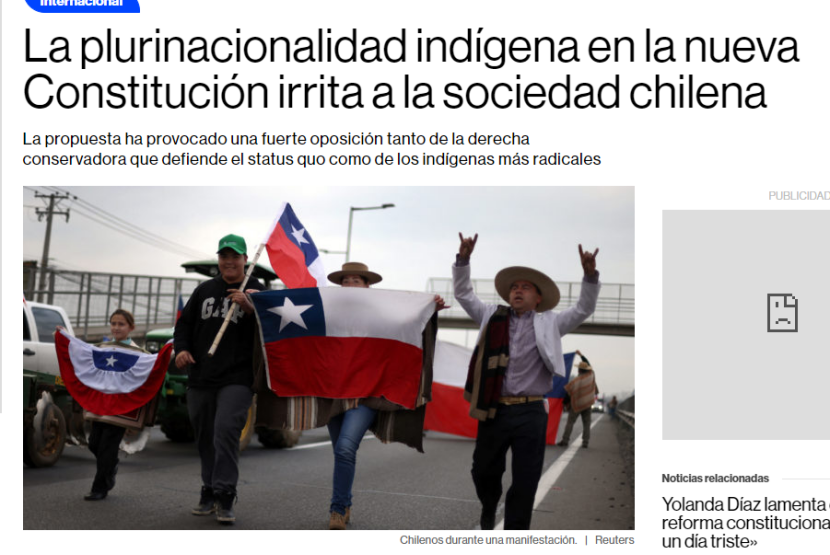 Internacional
La plurinacionalidad indígena en la nueva
Constitución irrita a la sociedad chilena
La propuesta ha provocado una fuerte oposición tanto de la derecha
conservadora que defiende el status quo como de los indígenas más radicales
PUBLICIDAD
GAP
Chilenos durante una manifestación. | Reuters
Noticias relacionadas
Yolanda Díaz lamenta
reforma constituciona
un día triste»